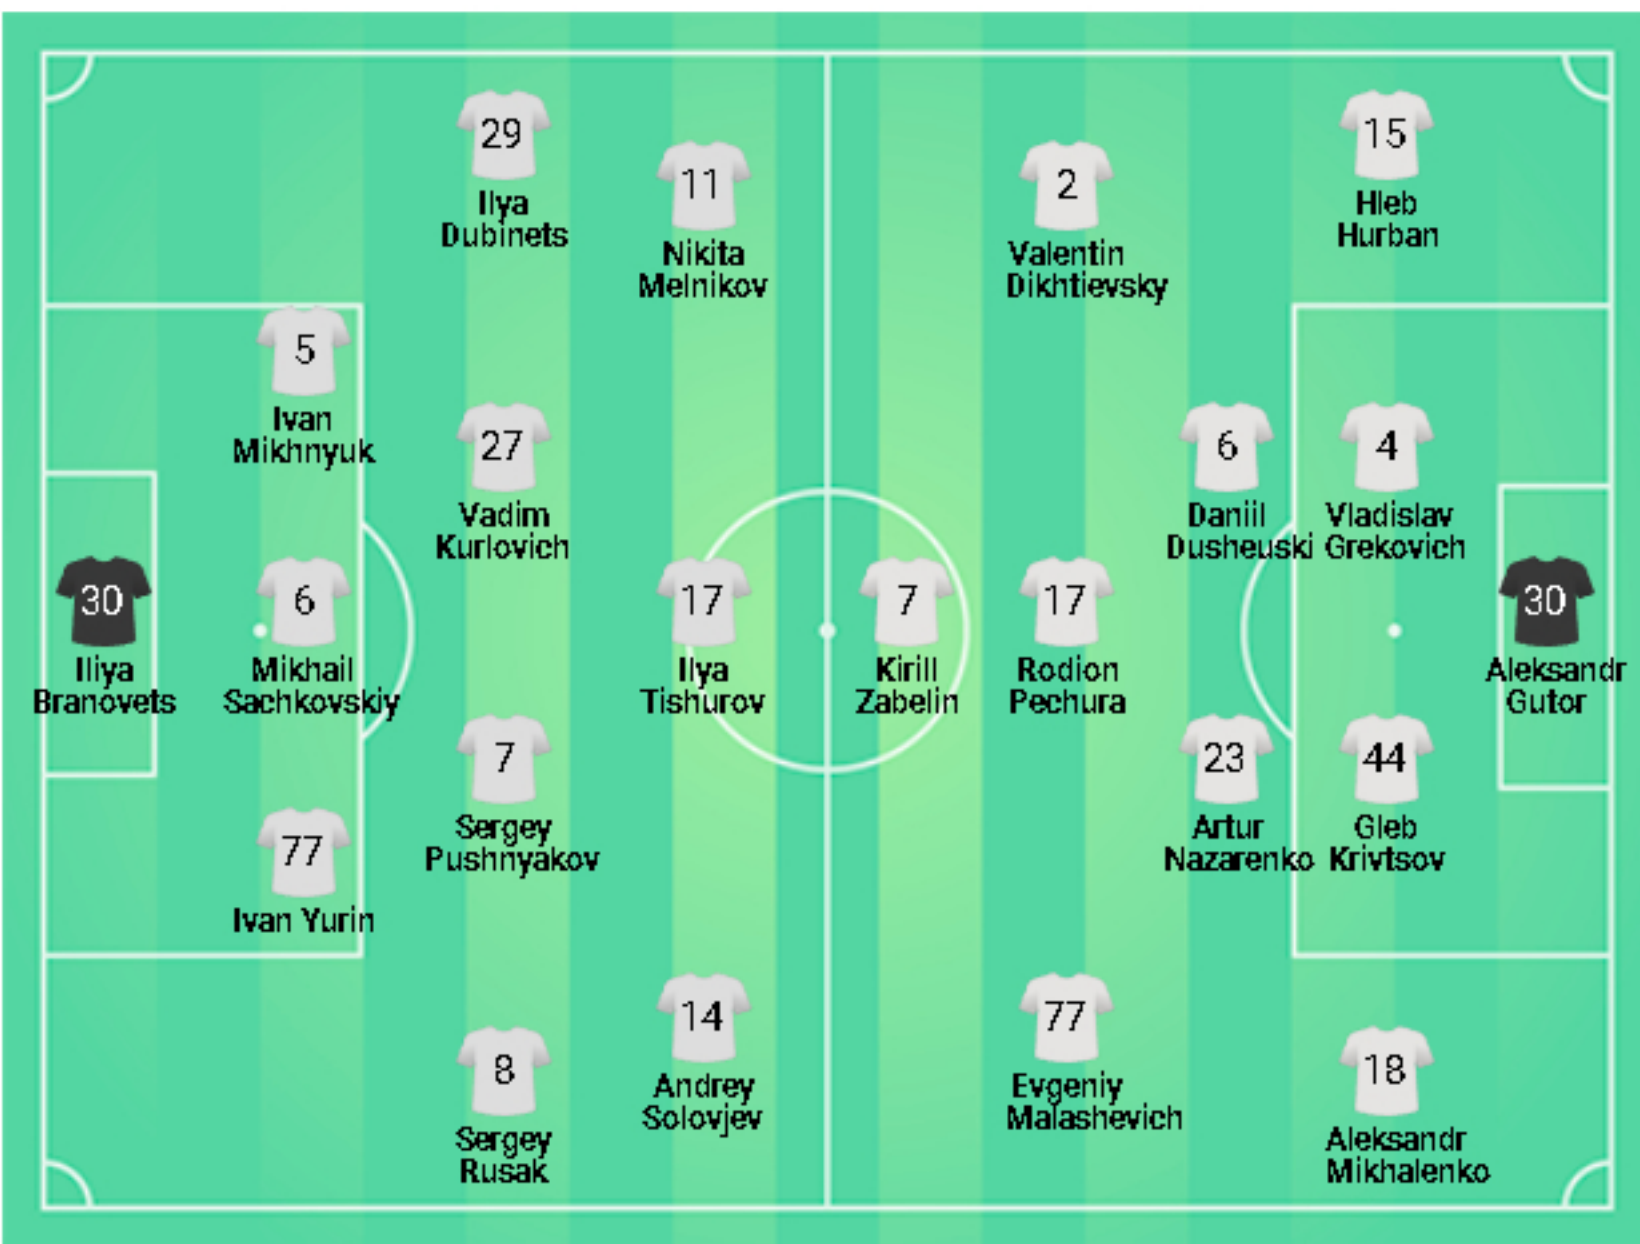 30
Iliya
Branovets
5
Ivan
Mikhnyuk
6
Mikhail
Sachkovskiy
77
Ivan Yurin
29
Ilya
Dubinets
27
Vadim
Kurlovich
7
Sergey
Pushnyakov
8
Sergey
Rusak
11
Nikita
Melnikov
17
Ilya
Tishurov
14
Andrey
Solovjev
7
Kirill
Zabelin
2
Valentin
Dikhtievsky
17
Rodion
Pechura
77
Evgeniy
Malashevich
6
Daniil
Dusheuski
23
Artur
Nazarenko
15
Hleb
Hurban
4
Vladislav
Grekovich
44
Gleb
Krivtsov
18
Aleksandr
Mikhalenko
30
Aleksandr
Gutor